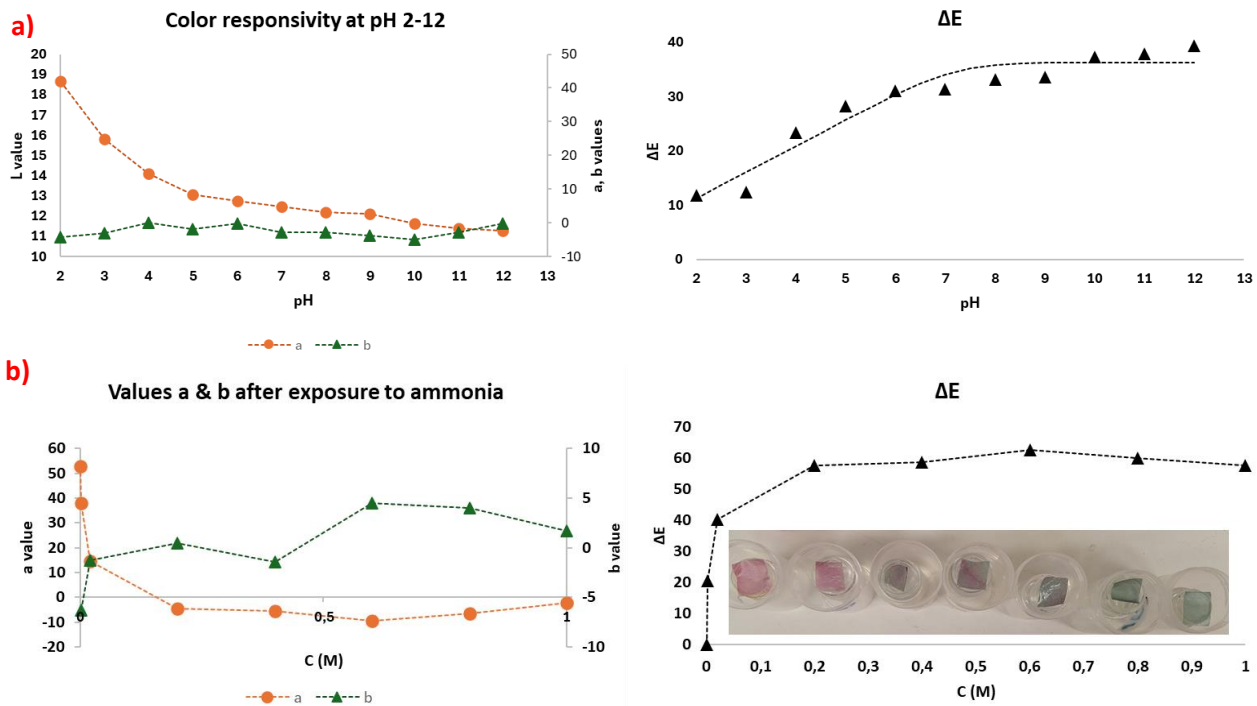 a)
Color responsivity at pH 2-12
L value
20
19
18
17
16
15
14
13
12
11
10
50
40
30
20
10
0
-10
a, b values
2 3 4 5 6 7 8 9 10 11 12 13
pH
a b
ΔE
ΔE
40
30
20
10
0
2 3 4 5 6 7 8 9 10 11 12 13
pH
b)
Values a & b after exposure to ammonia
a value
60
50
40
30
20
10
0
-10
-20
10
5
0
-5
-10
b value
0 0,5 1
C (M)
a b
ΔE
ΔE
70
60
50
40
30
20
10
0
0 0,1 0,2 0,3 0,4 0,5 0,6 0,7 0,8 0,9 1
C (M)